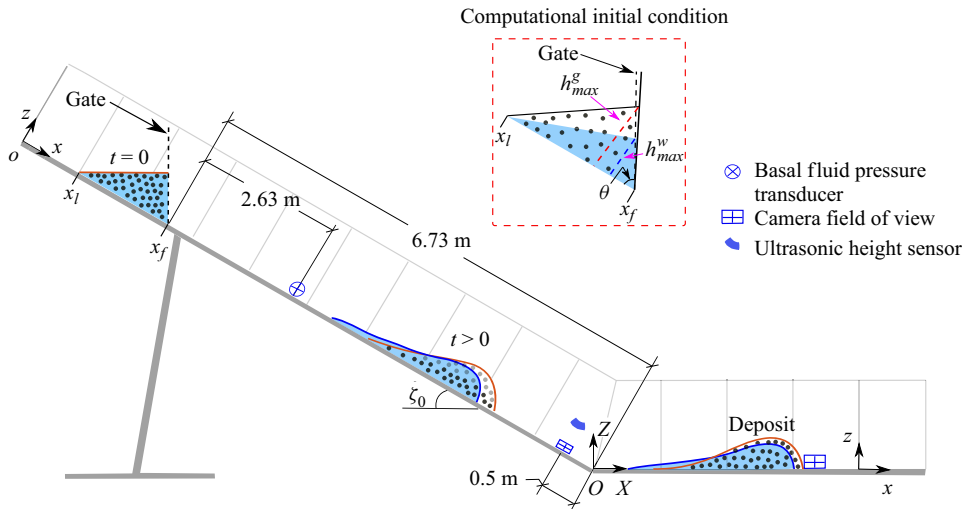 Computational initial condition
Gate
h^g_max
x_l
h^w_max
θ
x_f
Gate
z
o
x
t = 0
x_l
x_f
2.63 m
6.73 m
Basal fluid pressure
transducer
Camera field of view
Ultrasonic height sensor
t > 0
ζ_0
0.5 m
Z
O
X
Deposit
z
x